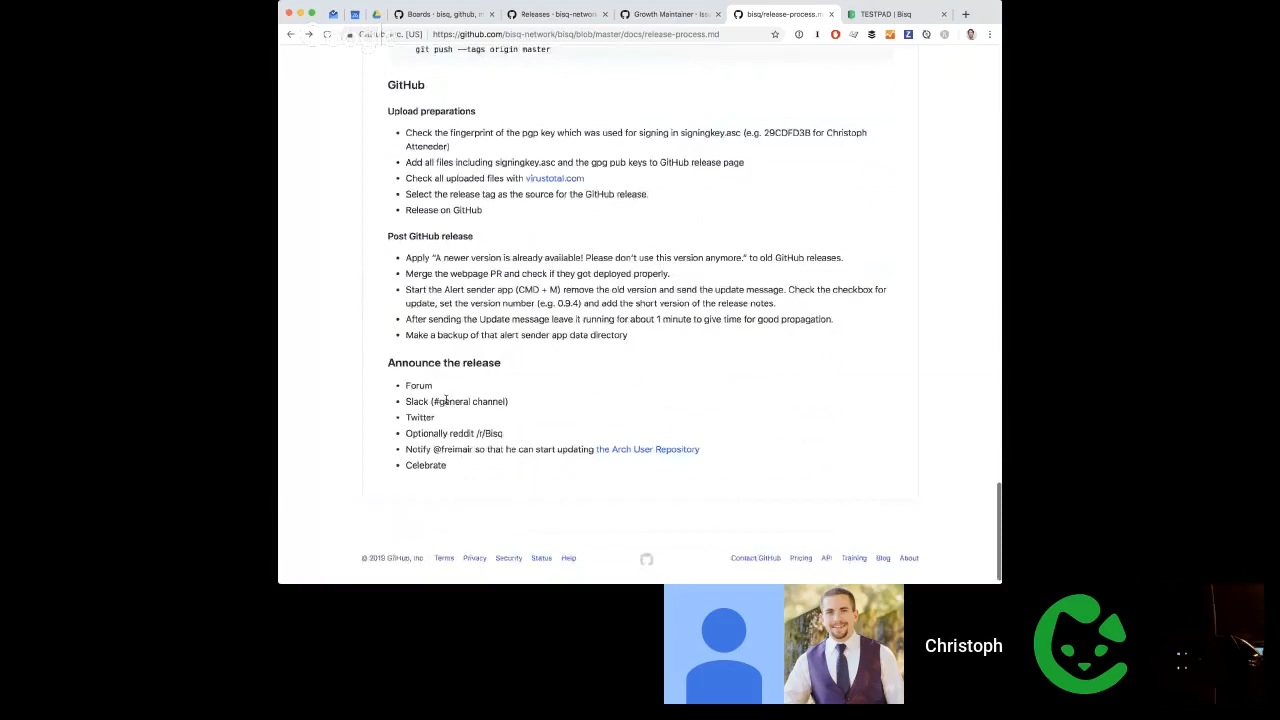 Boards - bisq, github, m
Releases - bisq-network
Growth Maintainer · Issu
bisq/release-process.m
TESTPAD | Bisq
[US]
https://github.com/bisq-network/bisq/blob/master/docs/release-process.md
git push --tags origin master
GitHub
Upload preparations
• Check the fingerprint of the pgp key which was used for signing in signingkey.asc (e.g. 29CDFD3B for Christoph
Atteneder)
• Add all files including signingkey.asc and the gpg pub keys to GitHub release page
• Check all uploaded files with virustotal.com
• Select the release tag as the source for the GitHub release.
• Release on GitHub
Post GitHub release
• Apply “A newer version is already available! Please don’t use this version anymore.” to old GitHub releases.
• Merge the webpage PR and check if they got deployed properly.
• Start the Alert sender app (CMD + M) remove the old version and send the update message. Check the checkbox for
update, set the version number (e.g. 0.9.4) and add the short version of the release notes.
• After sending the Update message leave it running for about 1 minute to give time for good propagation.
• Make a backup of that alert sender app data directory
Announce the release
• Forum
• Slack (#general channel)
• Twitter
• Optionally reddit /r/Bisq
• Notify @freimair so that he can start updating the Arch User Repository
• Celebrate
© 2019 GitHub, Inc. Terms Privacy Security Status Help
Contact GitHub Pricing API Training Blog About
Christoph